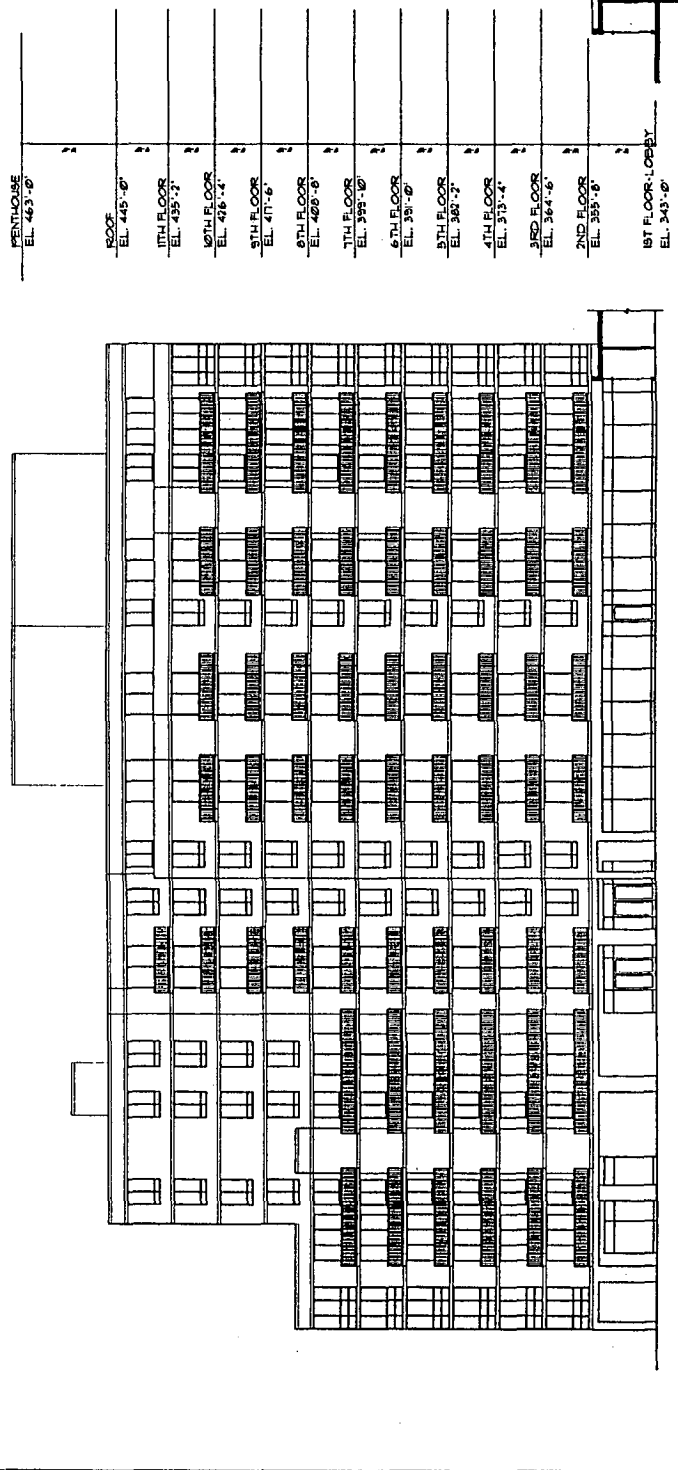 PENTHOUSE
EL. 463'-0"
ROOF
EL. 445'-0"
11TH FLOOR
EL. 435'-2"
10TH FLOOR
EL. 426'-4"
9TH FLOOR
EL. 417'-6"
8TH FLOOR
EL. 408'-8"
7TH FLOOR
EL. 399'-10"
6TH FLOOR
EL. 391'-0"
5TH FLOOR
EL. 382'-2"
4TH FLOOR
EL. 373'-4"
3RD FLOOR
EL. 364'-6"
2ND FLOOR
EL. 355'-8"
1ST FLOOR-LOBBY
EL. 343'-0"